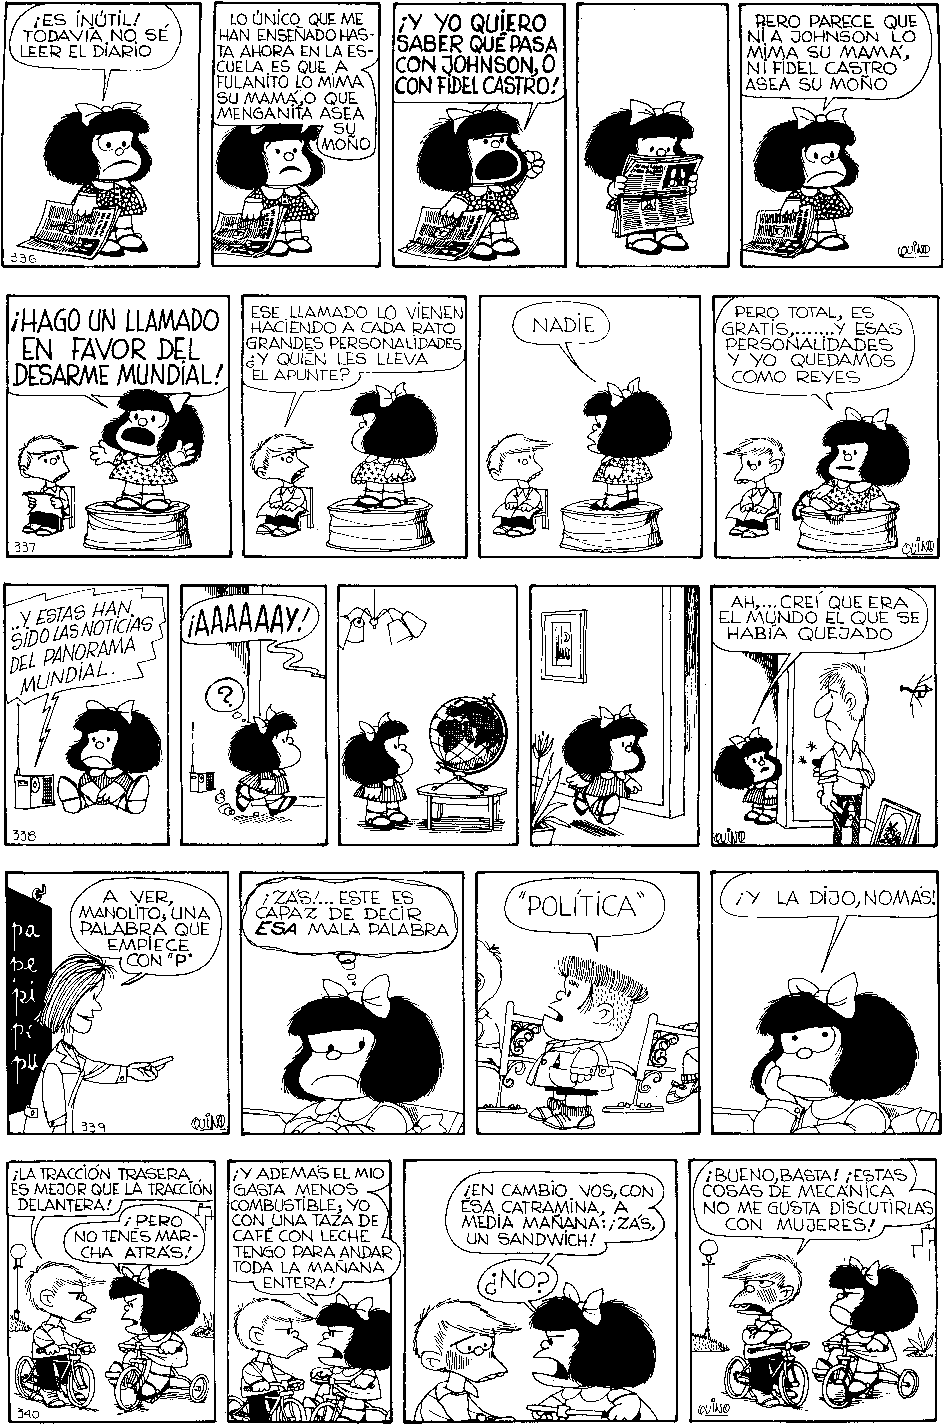 ¡ES INÚTIL!
TODAVÍA NO SÉ
LEER EL DIARIO
336
LO ÚNICO QUE ME
HAN ENSEÑADO HAS-
TA AHORA EN LA ES-
CUELA ES QUE A
FULANITO LO MIMA
SU MAMÁ, O QUE
MENGANITA ASEA
SU
MOÑO
¡Y YO QUIERO
SABER QUÉ PASA
CON JOHNSON, O
CON FIDEL CASTRO!
PERO PARECE QUE
NI A JOHNSON LO
MIMA SU MAMÁ,
NI FIDEL CASTRO
ASEA SU MOÑO
QUINO
¡HAGO UN LLAMADO
EN FAVOR DEL
DESARME MUNDIAL!
337
ESE LLAMADO LO VIENEN
HACIENDO A CADA RATO
GRANDES PERSONALIDADES
¿Y QUIÉN LES LLEVA
EL APUNTE?
NADIE
PERO TOTAL, ES
GRATIS,.......Y ESAS
PERSONALIDADES
Y YO QUEDAMOS
COMO REYES
QUINO
..Y ESTAS HAN
SIDO LAS NOTICIAS
DEL PANORAMA
MUNDIAL.
338
¡AAAAAAY!
?
AH,... CREÍ QUE ERA
EL MUNDO EL QUE SE
HABÍA QUEJADO
QUINO
pa
pe
pi
po
pu
A VER,
MANOLITO; UNA
PALABRA QUE
EMPIECE
CON "P"
339
QUINO
¡ZÁS!... ESTE ES
CAPAZ DE DECIR
ESA MALA PALABRA
"POLÍTICA"
¡Y LA DIJO, NOMÁS!
¡LA TRACCIÓN TRASERA
ES MEJOR QUE LA TRACCIÓN
DELANTERA!
¡PERO
NO TENÉS MAR-
CHA ATRÁS!
340
¡Y ADEMÁS EL MIO
GASTA MENOS
COMBUSTIBLE; YO
CON UNA TAZA DE
CAFÉ CON LECHE
TENGO PARA ANDAR
TODA LA MAÑANA
ENTERA!
¡EN CAMBIO VOS, CON
ESA CATRAMINA, A
MEDIA MAÑANA: ¡ZÁS,
UN SANDWICH!
¿NO?
¡BUENO, BASTA! ¡ESTAS
COSAS DE MECÁNICA
NO ME GUSTA DISCUTIRLAS
CON MUJERES!
QUINO